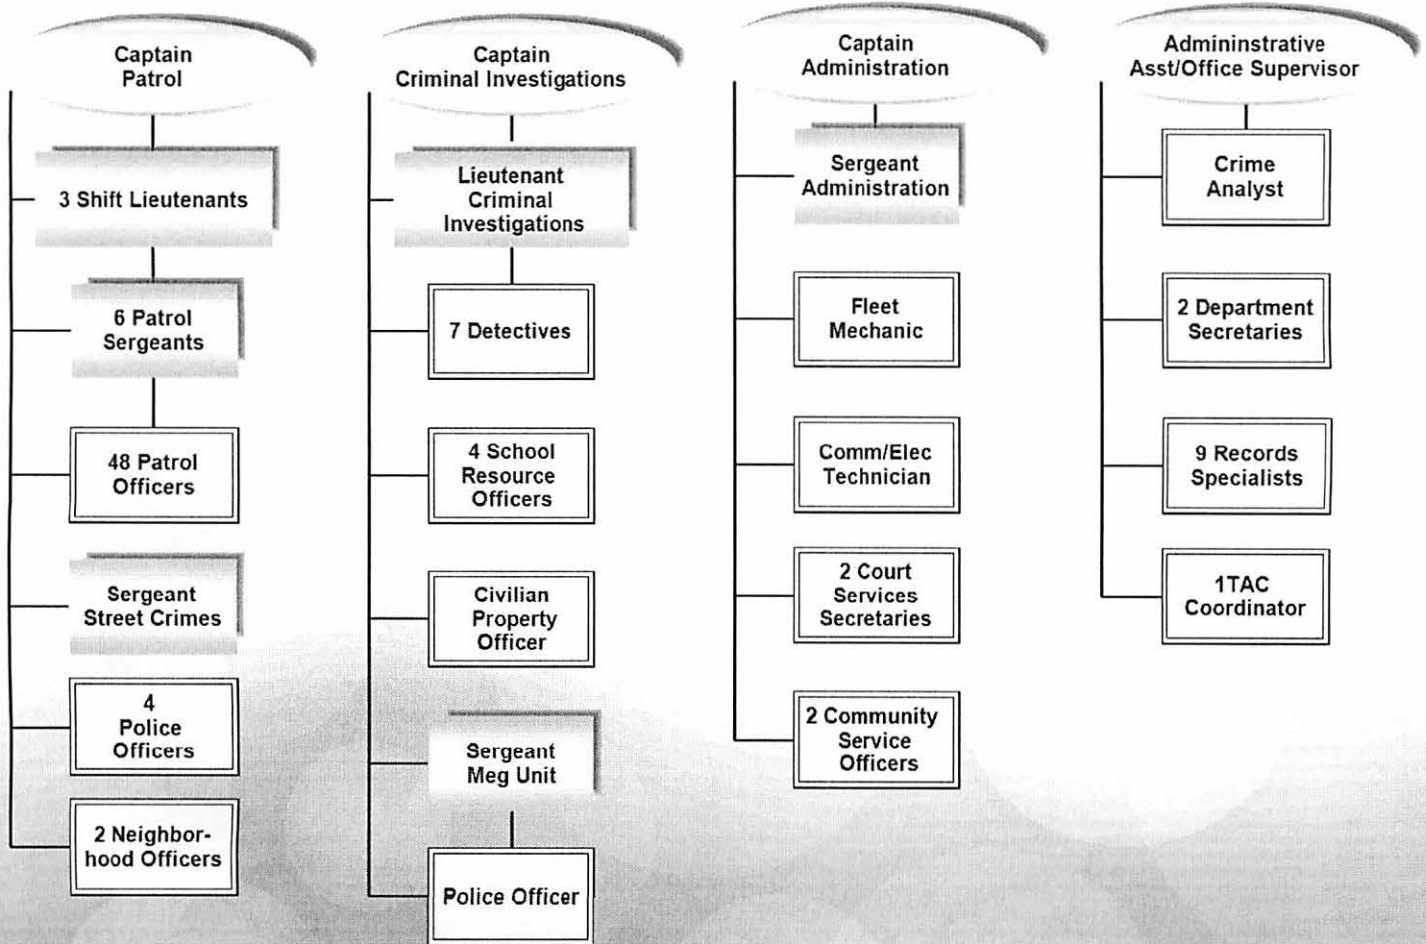 Captain
Patrol
3 Shift Lieutenants
6 Patrol
Sergeants
48 Patrol
Officers
Sergeant
Street Crimes
4
Police
Officers
2 Neighbor-
hood Officers
Captain
Criminal Investigations
Lieutenant
Criminal
Investigations
7 Detectives
4 School
Resource
Officers
Civilian
Property
Officer
Sergeant
Meg Unit
Police Officer
Captain
Administration
Sergeant
Administration
Fleet
Mechanic
Comm/Elec
Technician
2 Court
Services
Secretaries
2 Community
Service
Officers
Admininstrative
Asst/Office Supervisor
Crime
Analyst
2 Department
Secretaries
9 Records
Specialists
1TAC
Coordinator